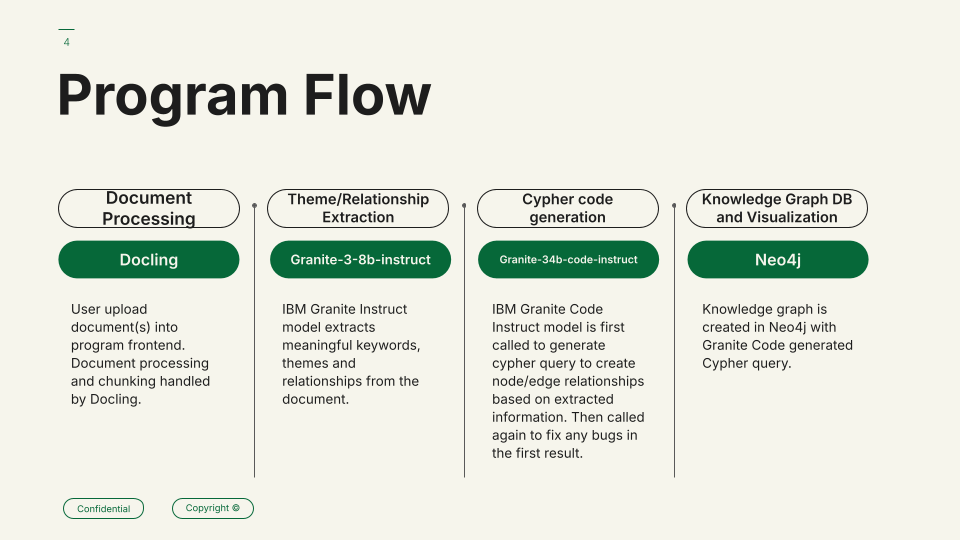 4
Program Flow
Document
Processing
Docling
User upload
document(s) into
program frontend.
Document processing
and chunking handled
by Docling.
Theme/Relationship
Extraction
Granite-3-8b-instruct
IBM Granite Instruct
model extracts
meaningful keywords,
themes and
relationships from the
document.
Cypher code
generation
Granite-34b-code-instruct
IBM Granite Code
Instruct model is first
called to generate
cypher query to create
node/edge relationships
based on extracted
information. Then called
again to fix any bugs in
the first result.
Knowledge Graph DB
and Visualization
Neo4j
Knowledge graph is
created in Neo4j with
Granite Code generated
Cypher query.
Confidential
Copyright ©